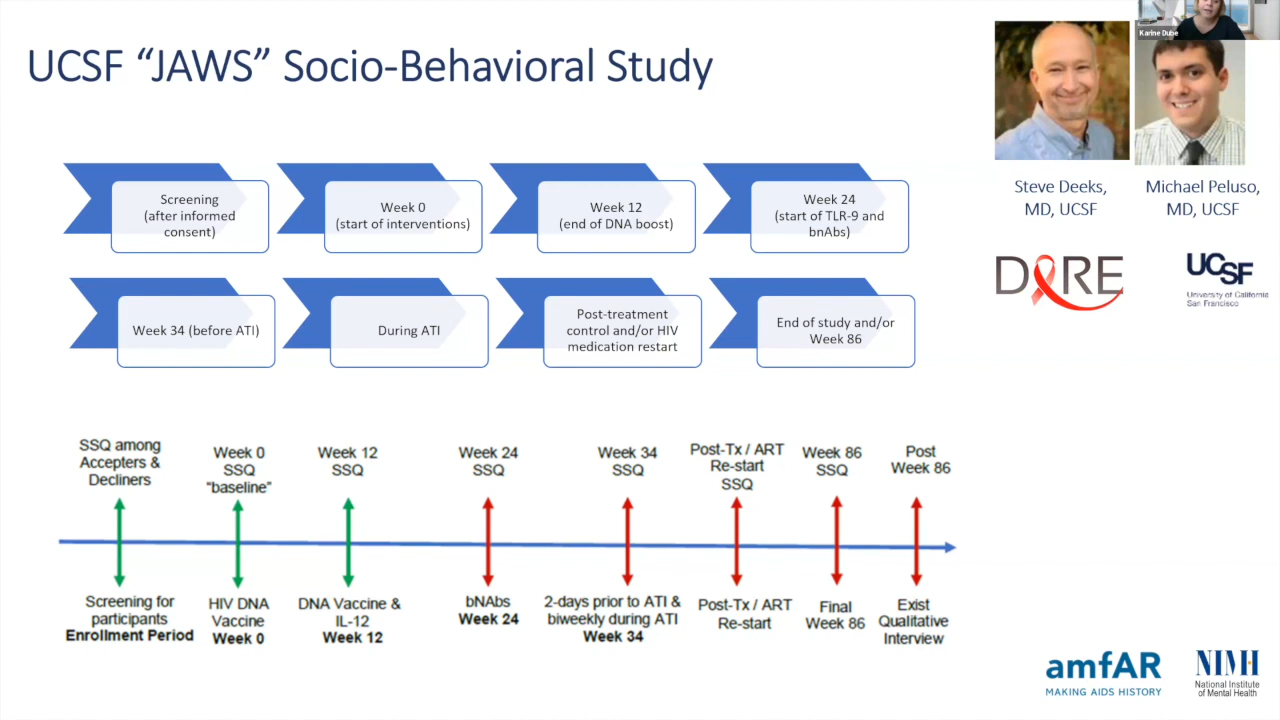 Karine Dube
UCSF “JAWS” Socio-Behavioral Study
Screening
(after informed
consent)
Week 0
(start of interventions)
Week 12
(end of DNA boost)
Week 24
(start of TLR-9 and
bnAbs)
Steve Deeks,
MD, UCSF
Michael Peluso,
MD, UCSF
DARE
UCSF
University of California
San Francisco
Week 34 (before ATI)
During ATI
Post-treatment
control and/or HIV
medication restart
End of study and/or
Week 86
SSQ among
Accepters &
Decliners
Week 0
SSQ
“baseline”
Week 12
SSQ
Week 24
SSQ
Week 34
SSQ
Post-Tx / ART
Re-start
SSQ
Week 86
SSQ
Post
Week 86
Screening for
participants
Enrollment Period
HIV DNA
Vaccine
Week 0
DNA Vaccine &
IL-12
Week 12
bNAbs
Week 24
2-days prior to ATI &
biweekly during ATI
Week 34
Post-Tx / ART
Re-start
Final
Week 86
Exist
Qualitative
Interview
amfAR
MAKING AIDS HISTORY
NIMH
National Institute
of Mental Health